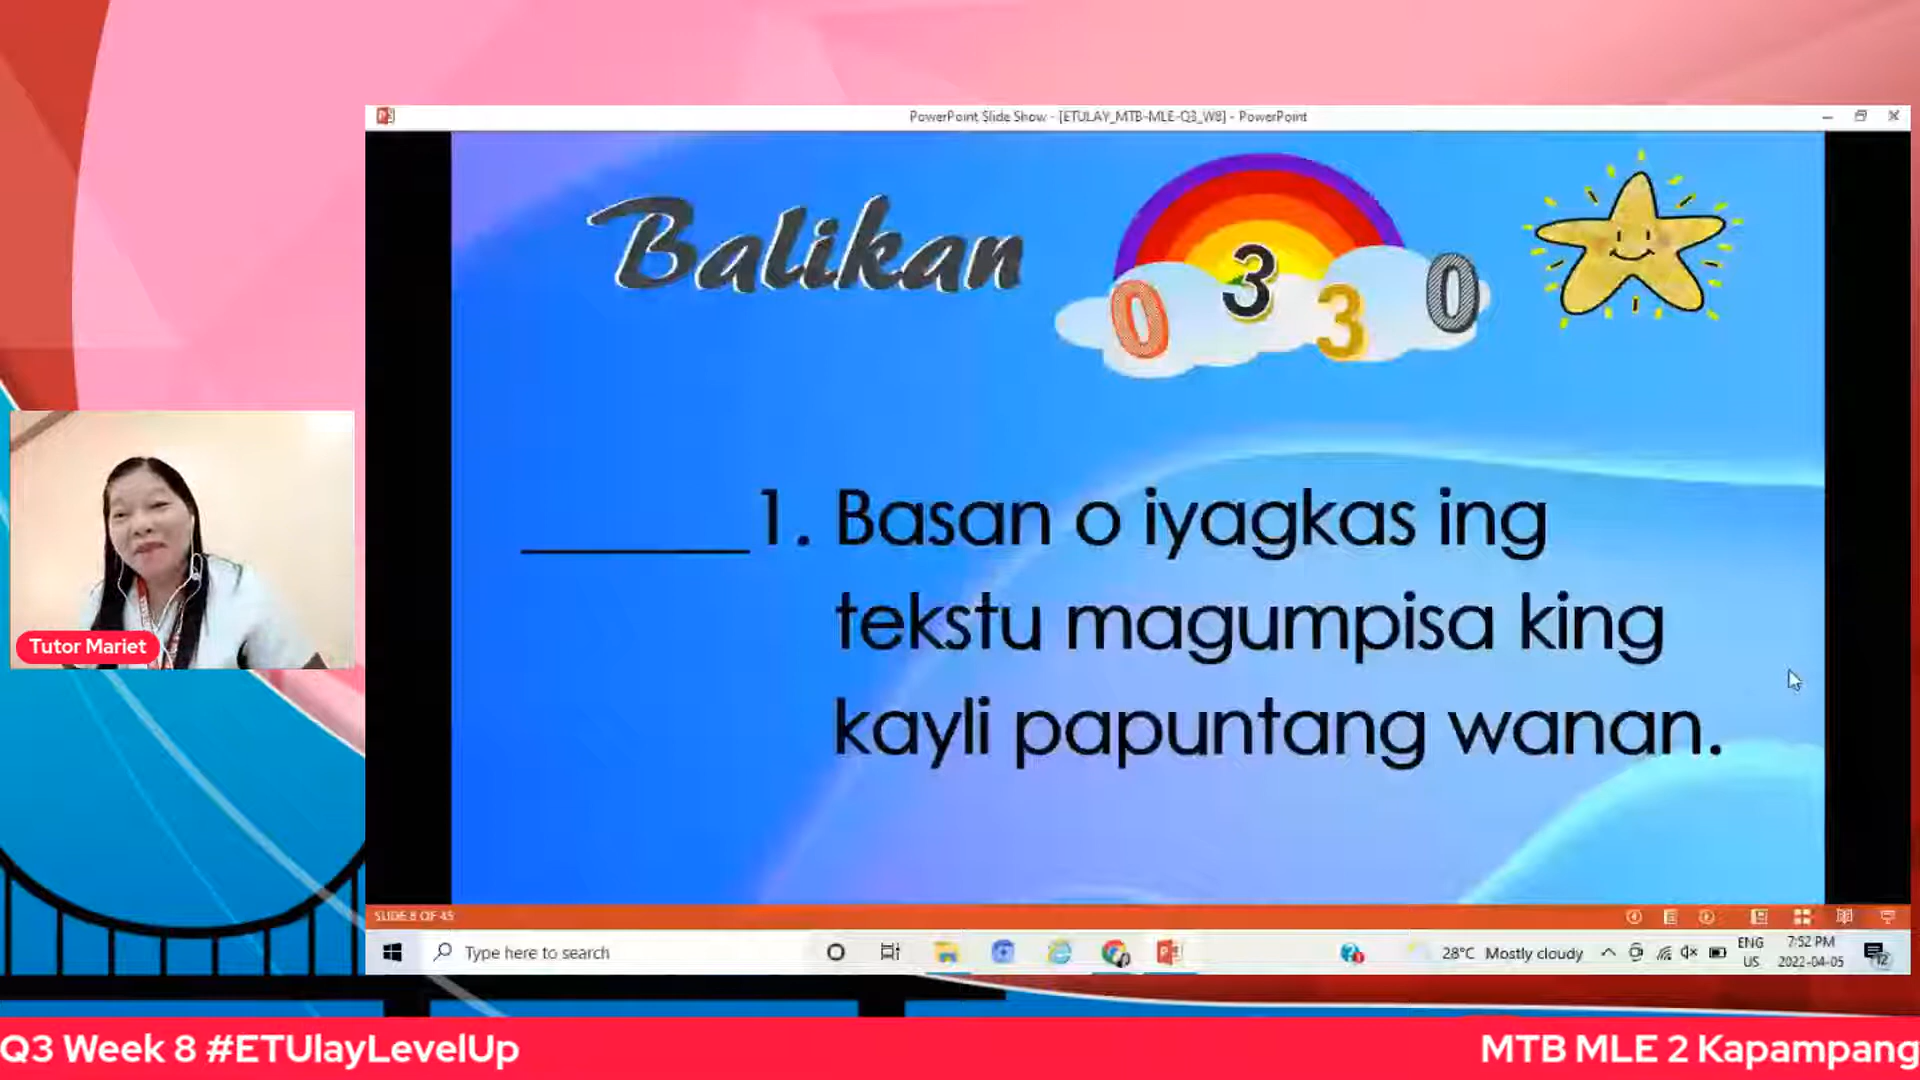 PowerPoint Slide Show - [ETULAY_MTB-MLE-Q3_W8] - PowerPoint
Balikan
0 3 3 0
_______1. Basan o iyagkas ing
tekstu magumpisa king
kayli papuntang wanan.
Tutor Mariet
SLIDE 8 OF 45
Type here to search
28°C Mostly cloudy
ENG
US
7:52 PM
2022-04-05
12
Q3 Week 8 #ETUlayLevelUp
MTB MLE 2 Kapampang